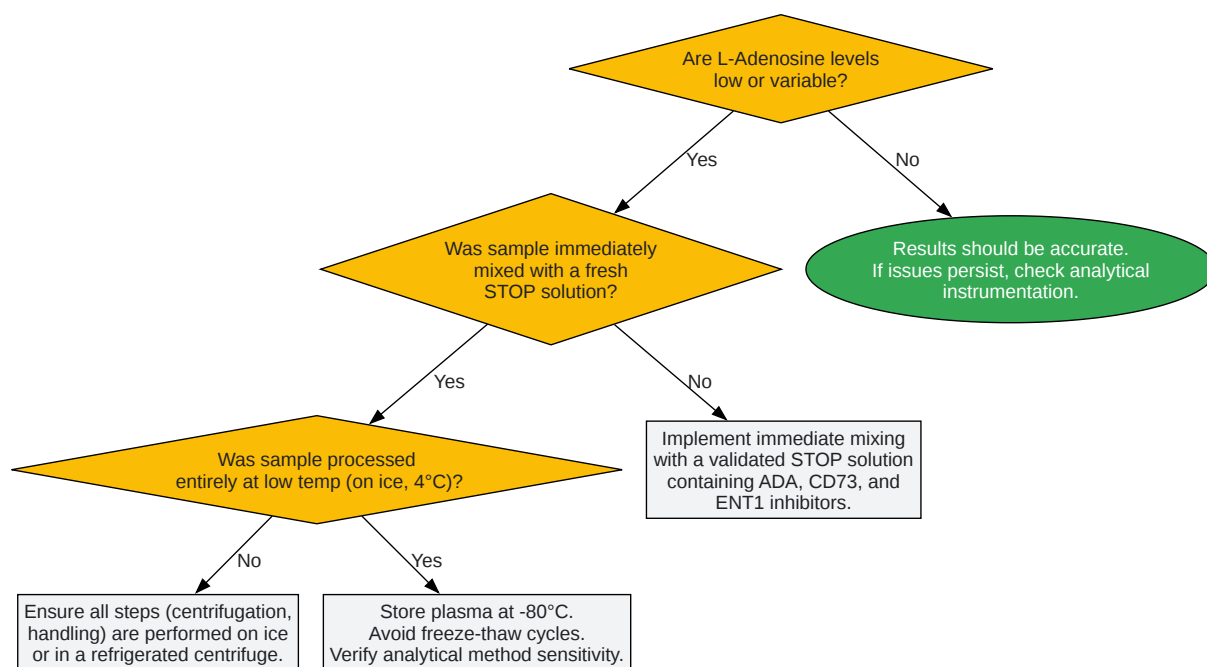 Are L-Adenosine levels
low or variable?
Yes
No
Was sample immediately
mixed with a fresh
STOP solution?
Results should be accurate.
If issues persist, check analytical
instrumentation.
Yes
No
Was sample processed
entirely at low temp (on ice, 4°C)?
Implement immediate mixing
with a validated STOP solution
containing ADA, CD73, and
ENT1 inhibitors.
No
Yes
Ensure all steps (centrifugation,
handling) are performed on ice
or in a refrigerated centrifuge.
Store plasma at -80°C.
Avoid freeze-thaw cycles.
Verify analytical method sensitivity.